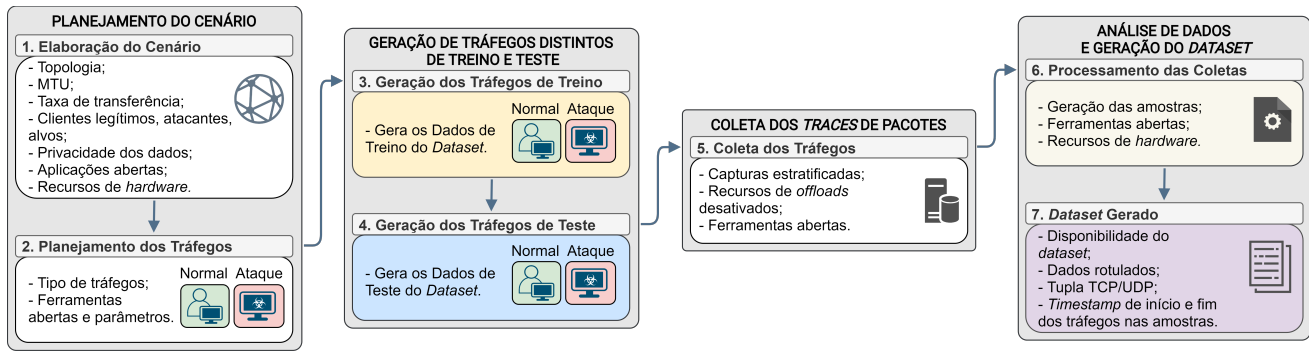 PLANEJAMENTO DO CENÁRIO
1. Elaboração do Cenário
- Topologia;
- MTU;
- Taxa de transferência;
- Clientes legítimos, atacantes,
alvos;
- Privacidade dos dados;
- Aplicações abertas;
- Recursos de hardware.
2. Planejamento dos Tráfegos
- Tipo de tráfegos;
- Ferramentas
abertas e parâmetros.
Normal Ataque
GERAÇÃO DE TRÁFEGOS DISTINTOS
DE TREINO E TESTE
3. Geração dos Tráfegos de Treino
Normal Ataque
- Gera os Dados de
Treino do Dataset.
4. Geração dos Tráfegos de Teste
Normal Ataque
- Gera os Dados de
Teste do Dataset.
COLETA DOS TRACES DE PACOTES
5. Coleta dos Tráfegos
- Capturas estratificadas;
- Recursos de offloads
desativados;
- Ferramentas abertas.
ANÁLISE DE DADOS
E GERAÇÃO DO DATASET
6. Processamento das Coletas
- Geração das amostras;
- Ferramentas abertas;
- Recursos de hardware.
7. Dataset Gerado
- Disponibilidade do
dataset;
- Dados rotulados;
- Tupla TCP/UDP;
- Timestamp de início e fim
dos tráfegos nas amostras.